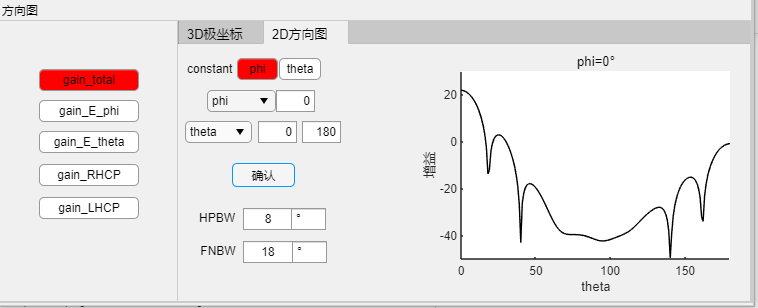 方向图
3D极坐标 2D方向图
gain_total
gain_E_phi
gain_E_theta
gain_RHCP
gain_LHCP
constant phi theta
phi 0
theta 0 180
确认
HPBW 8 °
FNBW 18 °
phi=0°
增益
20
0
-20
-40
0 50 100 150
theta